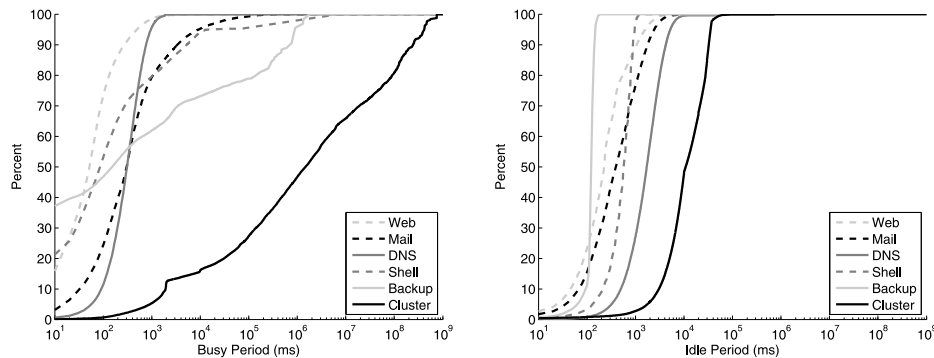 100
90
80
70
60
50
40
30
20
10
0
Percent
10^1 10^2 10^3 10^4 10^5 10^6 10^7 10^8 10^9
Busy Period (ms)
Web
Mail
DNS
Shell
Backup
Cluster
100
90
80
70
60
50
40
30
20
10
0
Percent
10^1 10^2 10^3 10^4 10^5 10^6 10^7 10^8 10^9
Idle Period (ms)
Web
Mail
DNS
Shell
Backup
Cluster